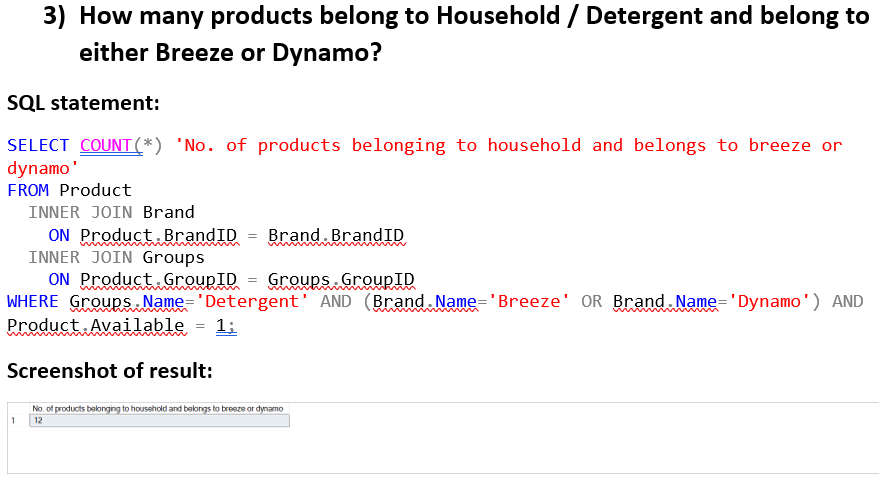 3) How many products belong to Household / Detergent and belong to
either Breeze or Dynamo?
SQL statement:
SELECT COUNT(*) 'No. of products belonging to household and belongs to breeze or
dynamo'
FROM Product
INNER JOIN Brand
ON Product.BrandID = Brand.BrandID
INNER JOIN Groups
ON Product.GroupID = Groups.GroupID
WHERE Groups.Name='Detergent' AND (Brand.Name='Breeze' OR Brand.Name='Dynamo') AND
Product.Available = 1;
Screenshot of result:
No. of products belonging to household and belongs to breeze or dynamo
1 12